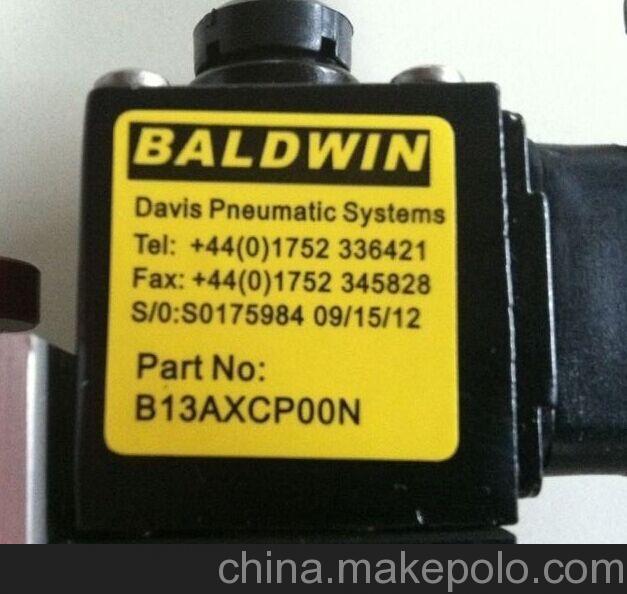 BALDWIN
Davis Pneumatic Systems
Tel: +44(0)1752 336421
Fax: +44(0)1752 345828
S/0:S0175984 09/15/12
Part No:
B13AXCP00N
china.makepolo.com